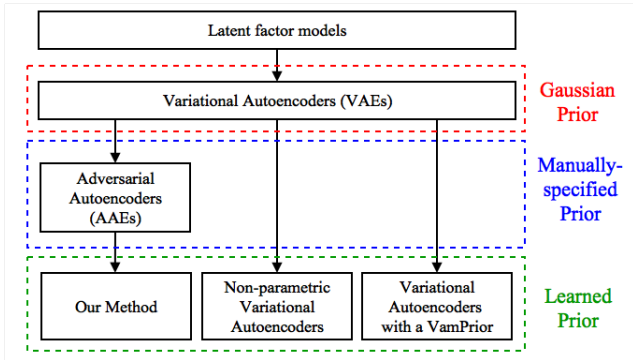 Latent factor models
Variational Autoencoders (VAEs)
Gaussian
Prior
Adversarial
Autoencoders
(AAEs)
Manually-
specified
Prior
Our Method
Non-parametric
Variational
Autoencoders
Variational
Autoencoders
with a VamPrior
Learned
Prior